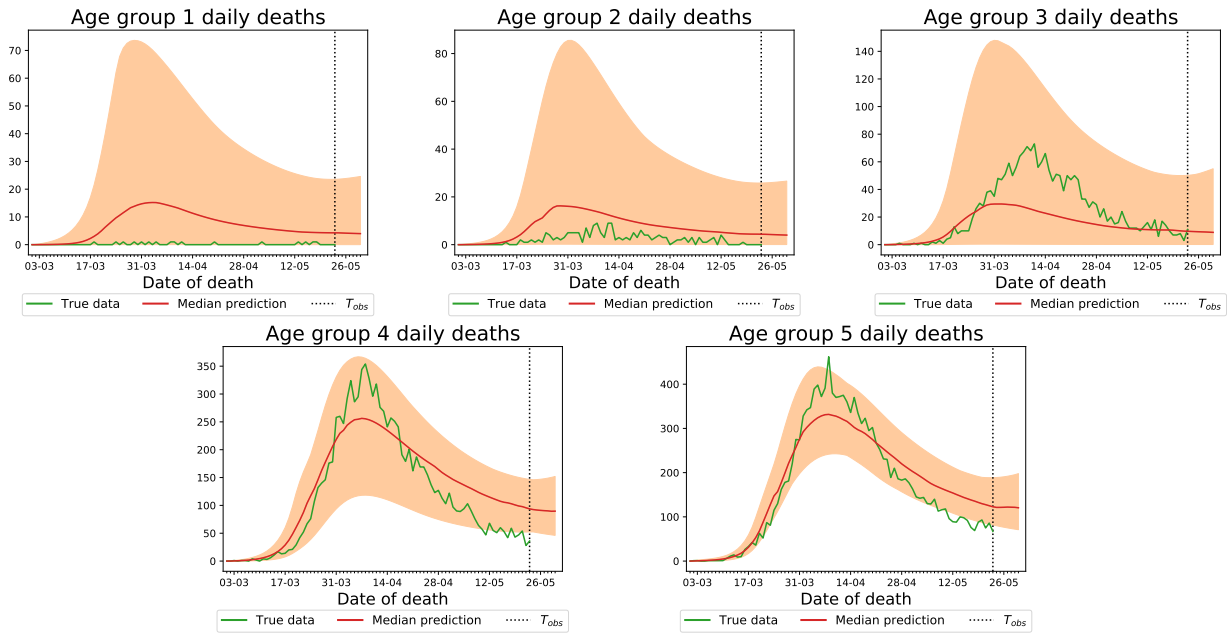 Age group 1 daily deaths
70
60
50
40
30
20
10
0
03-03 17-03 31-03 14-04 28-04 12-05 26-05
Date of death
True data Median prediction T_obs
Age group 2 daily deaths
80
60
40
20
0
03-03 17-03 31-03 14-04 28-04 12-05 26-05
Date of death
True data Median prediction T_obs
Age group 3 daily deaths
140
120
100
80
60
40
20
0
03-03 17-03 31-03 14-04 28-04 12-05 26-05
Date of death
True data Median prediction T_obs
Age group 4 daily deaths
350
300
250
200
150
100
50
0
03-03 17-03 31-03 14-04 28-04 12-05 26-05
Date of death
True data Median prediction T_obs
Age group 5 daily deaths
400
300
200
100
0
03-03 17-03 31-03 14-04 28-04 12-05 26-05
Date of death
True data Median prediction T_obs